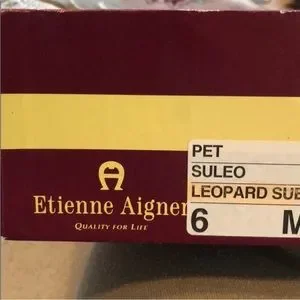 A
Etienne Aigner
QUALITY FOR LIFE
PET
SULEO
LEOPARD SUE
6 M